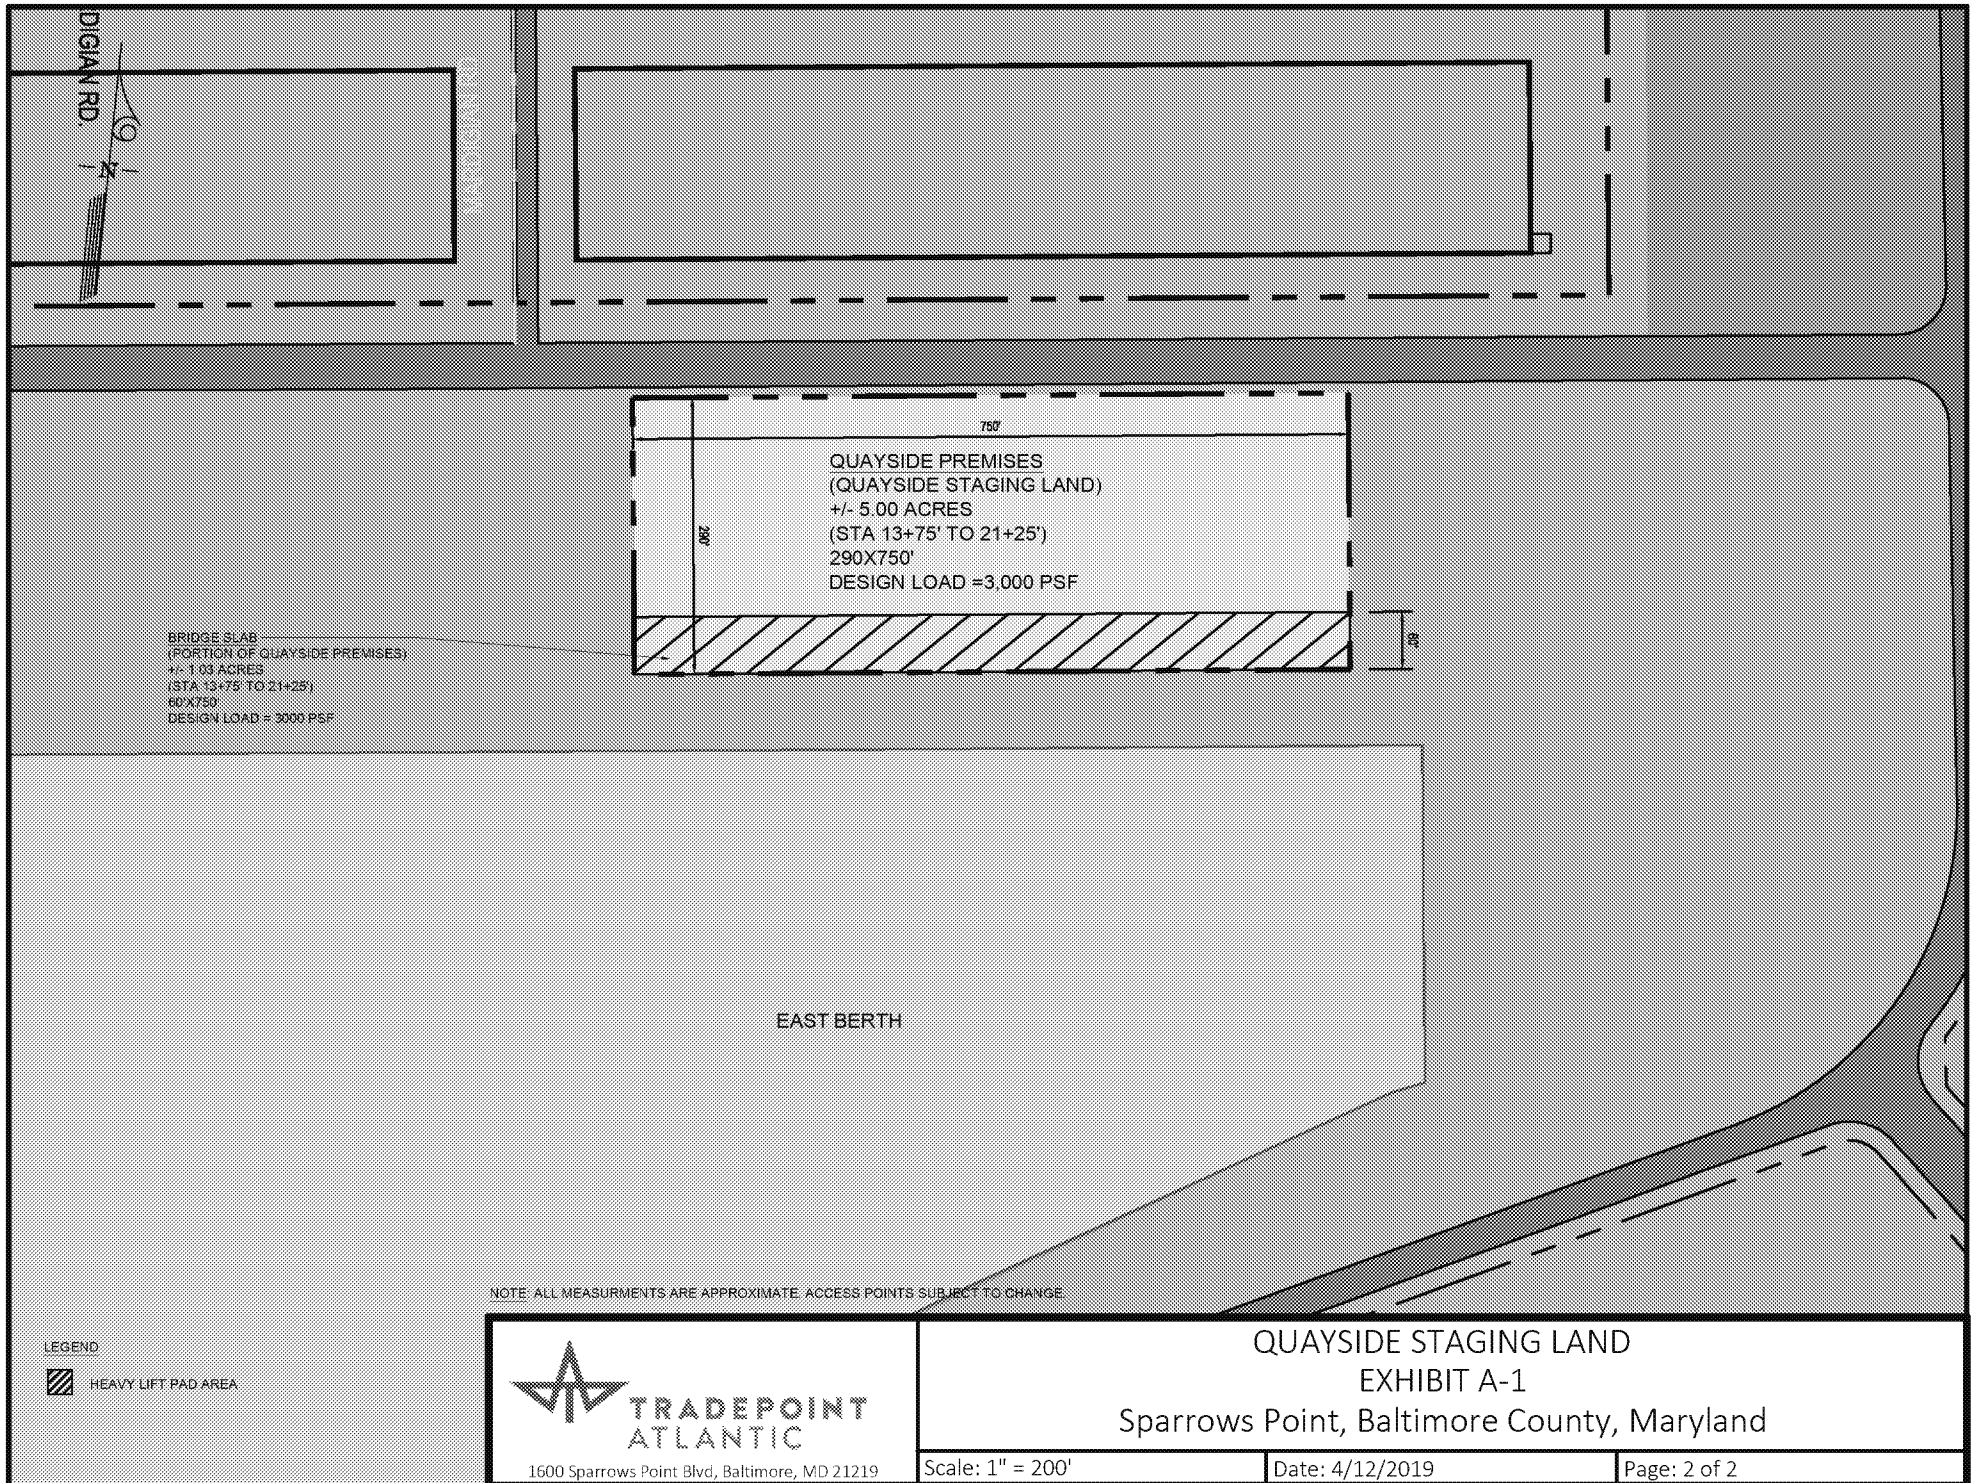 DIGIAN RD.
N
750'
QUAYSIDE PREMISES
(QUAYSIDE STAGING LAND)
+/- 5.00 ACRES
(STA 13+75' TO 21+25')
290X750'
DESIGN LOAD =3,000 PSF
290'
60'
BRIDGE SLAB
(PORTION OF QUAYSIDE PREMISES)
+/- 1.03 ACRES
(STA 13+75' TO 21+25')
60'X750'
DESIGN LOAD = 3000 PSF
EAST BERTH
NOTE: ALL MEASURMENTS ARE APPROXIMATE. ACCESS POINTS SUBJECT TO CHANGE.
LEGEND
HEAVY LIFT PAD AREA
TRADEPOINT
ATLANTIC
1600 Sparrows Point Blvd, Baltimore, MD 21219
QUAYSIDE STAGING LAND
EXHIBIT A-1
Sparrows Point, Baltimore County, Maryland
Scale: 1" = 200'
Date: 4/12/2019
Page: 2 of 2